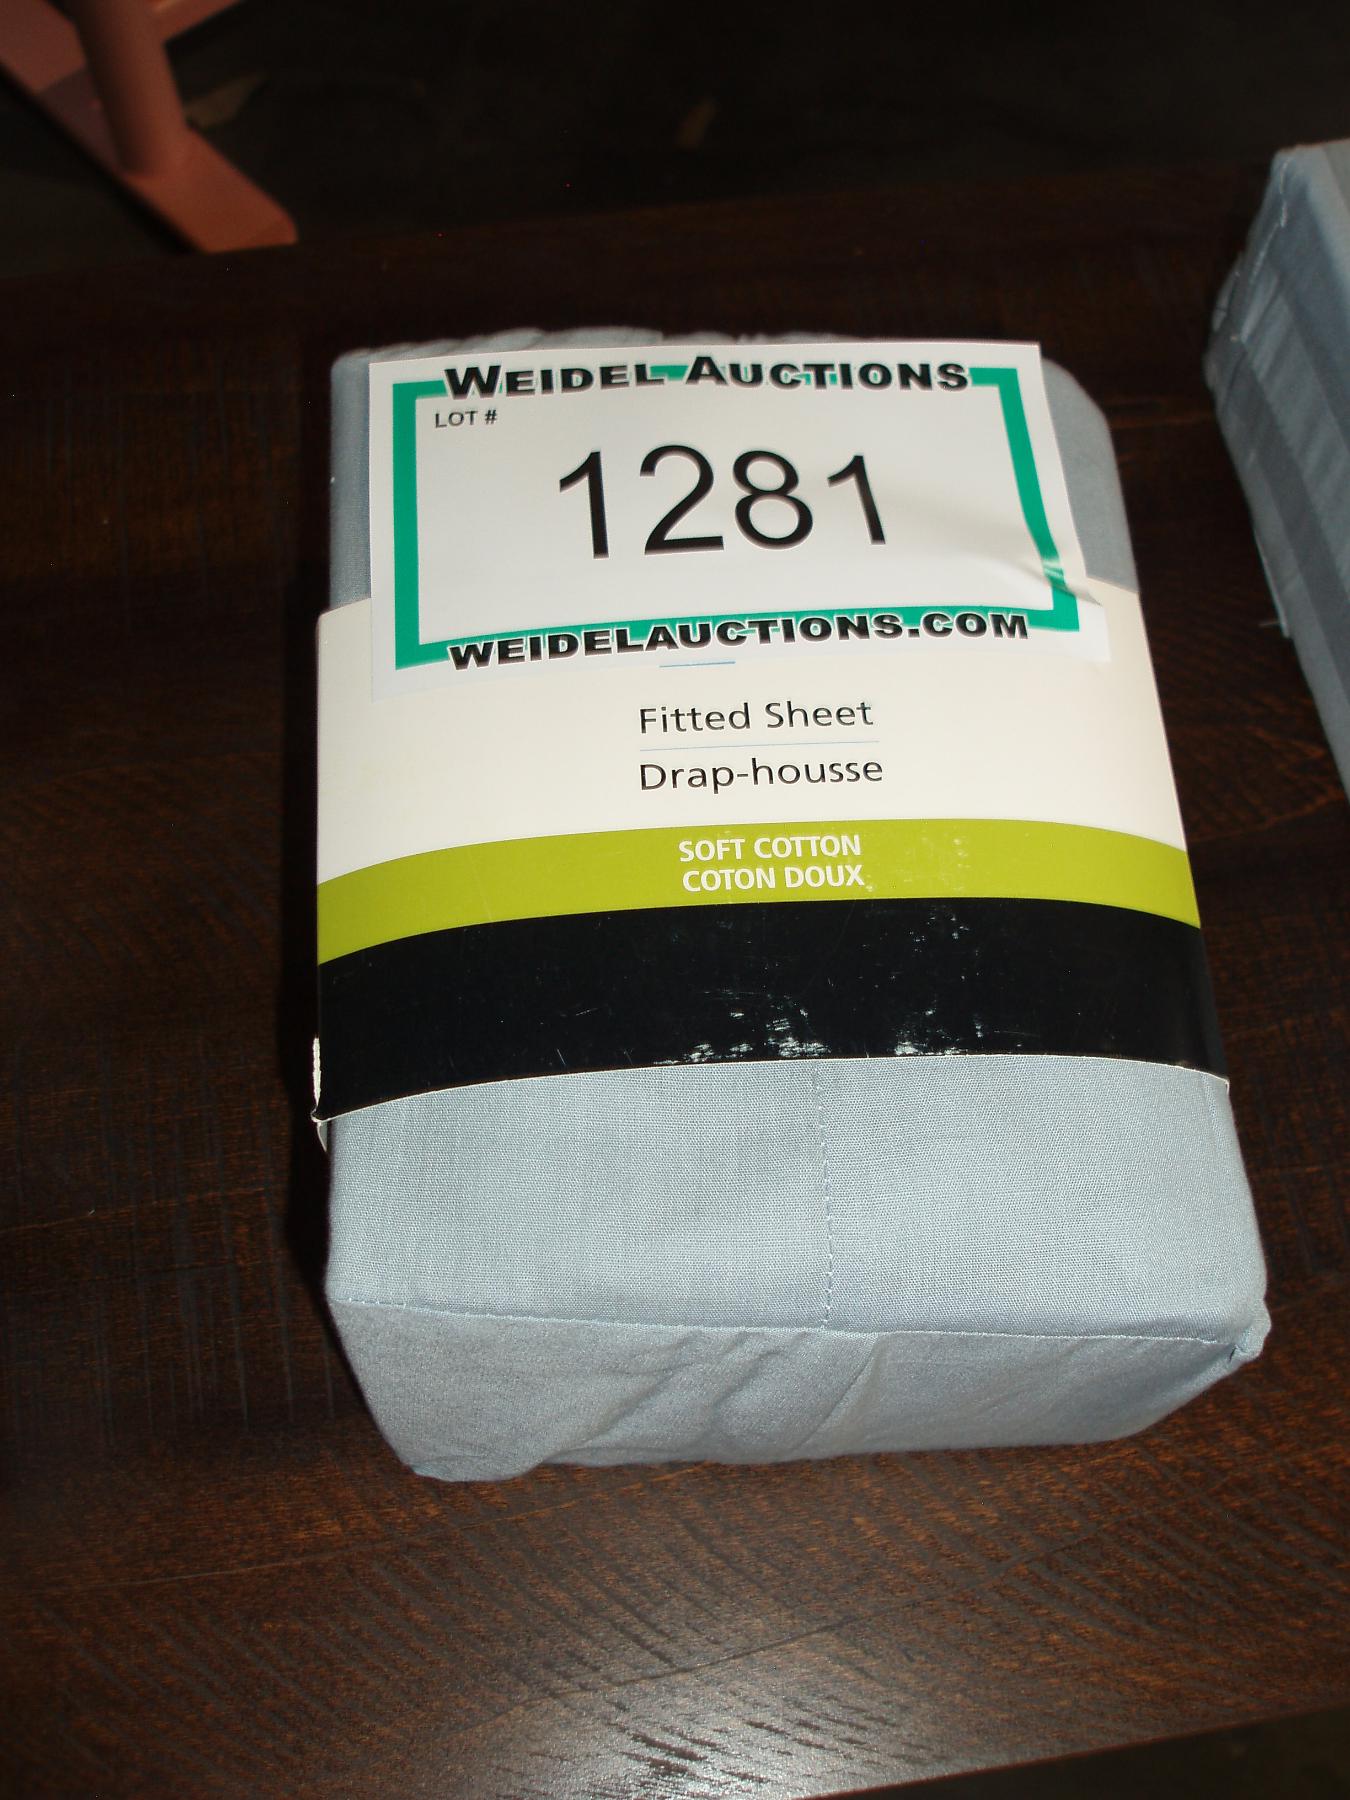 WEIDEL AUCTIONS
LOT #
1281
WEIDELAUCTIONS.COM
Fitted Sheet
Drap-housse
SOFT COTTON
COTON DOUX